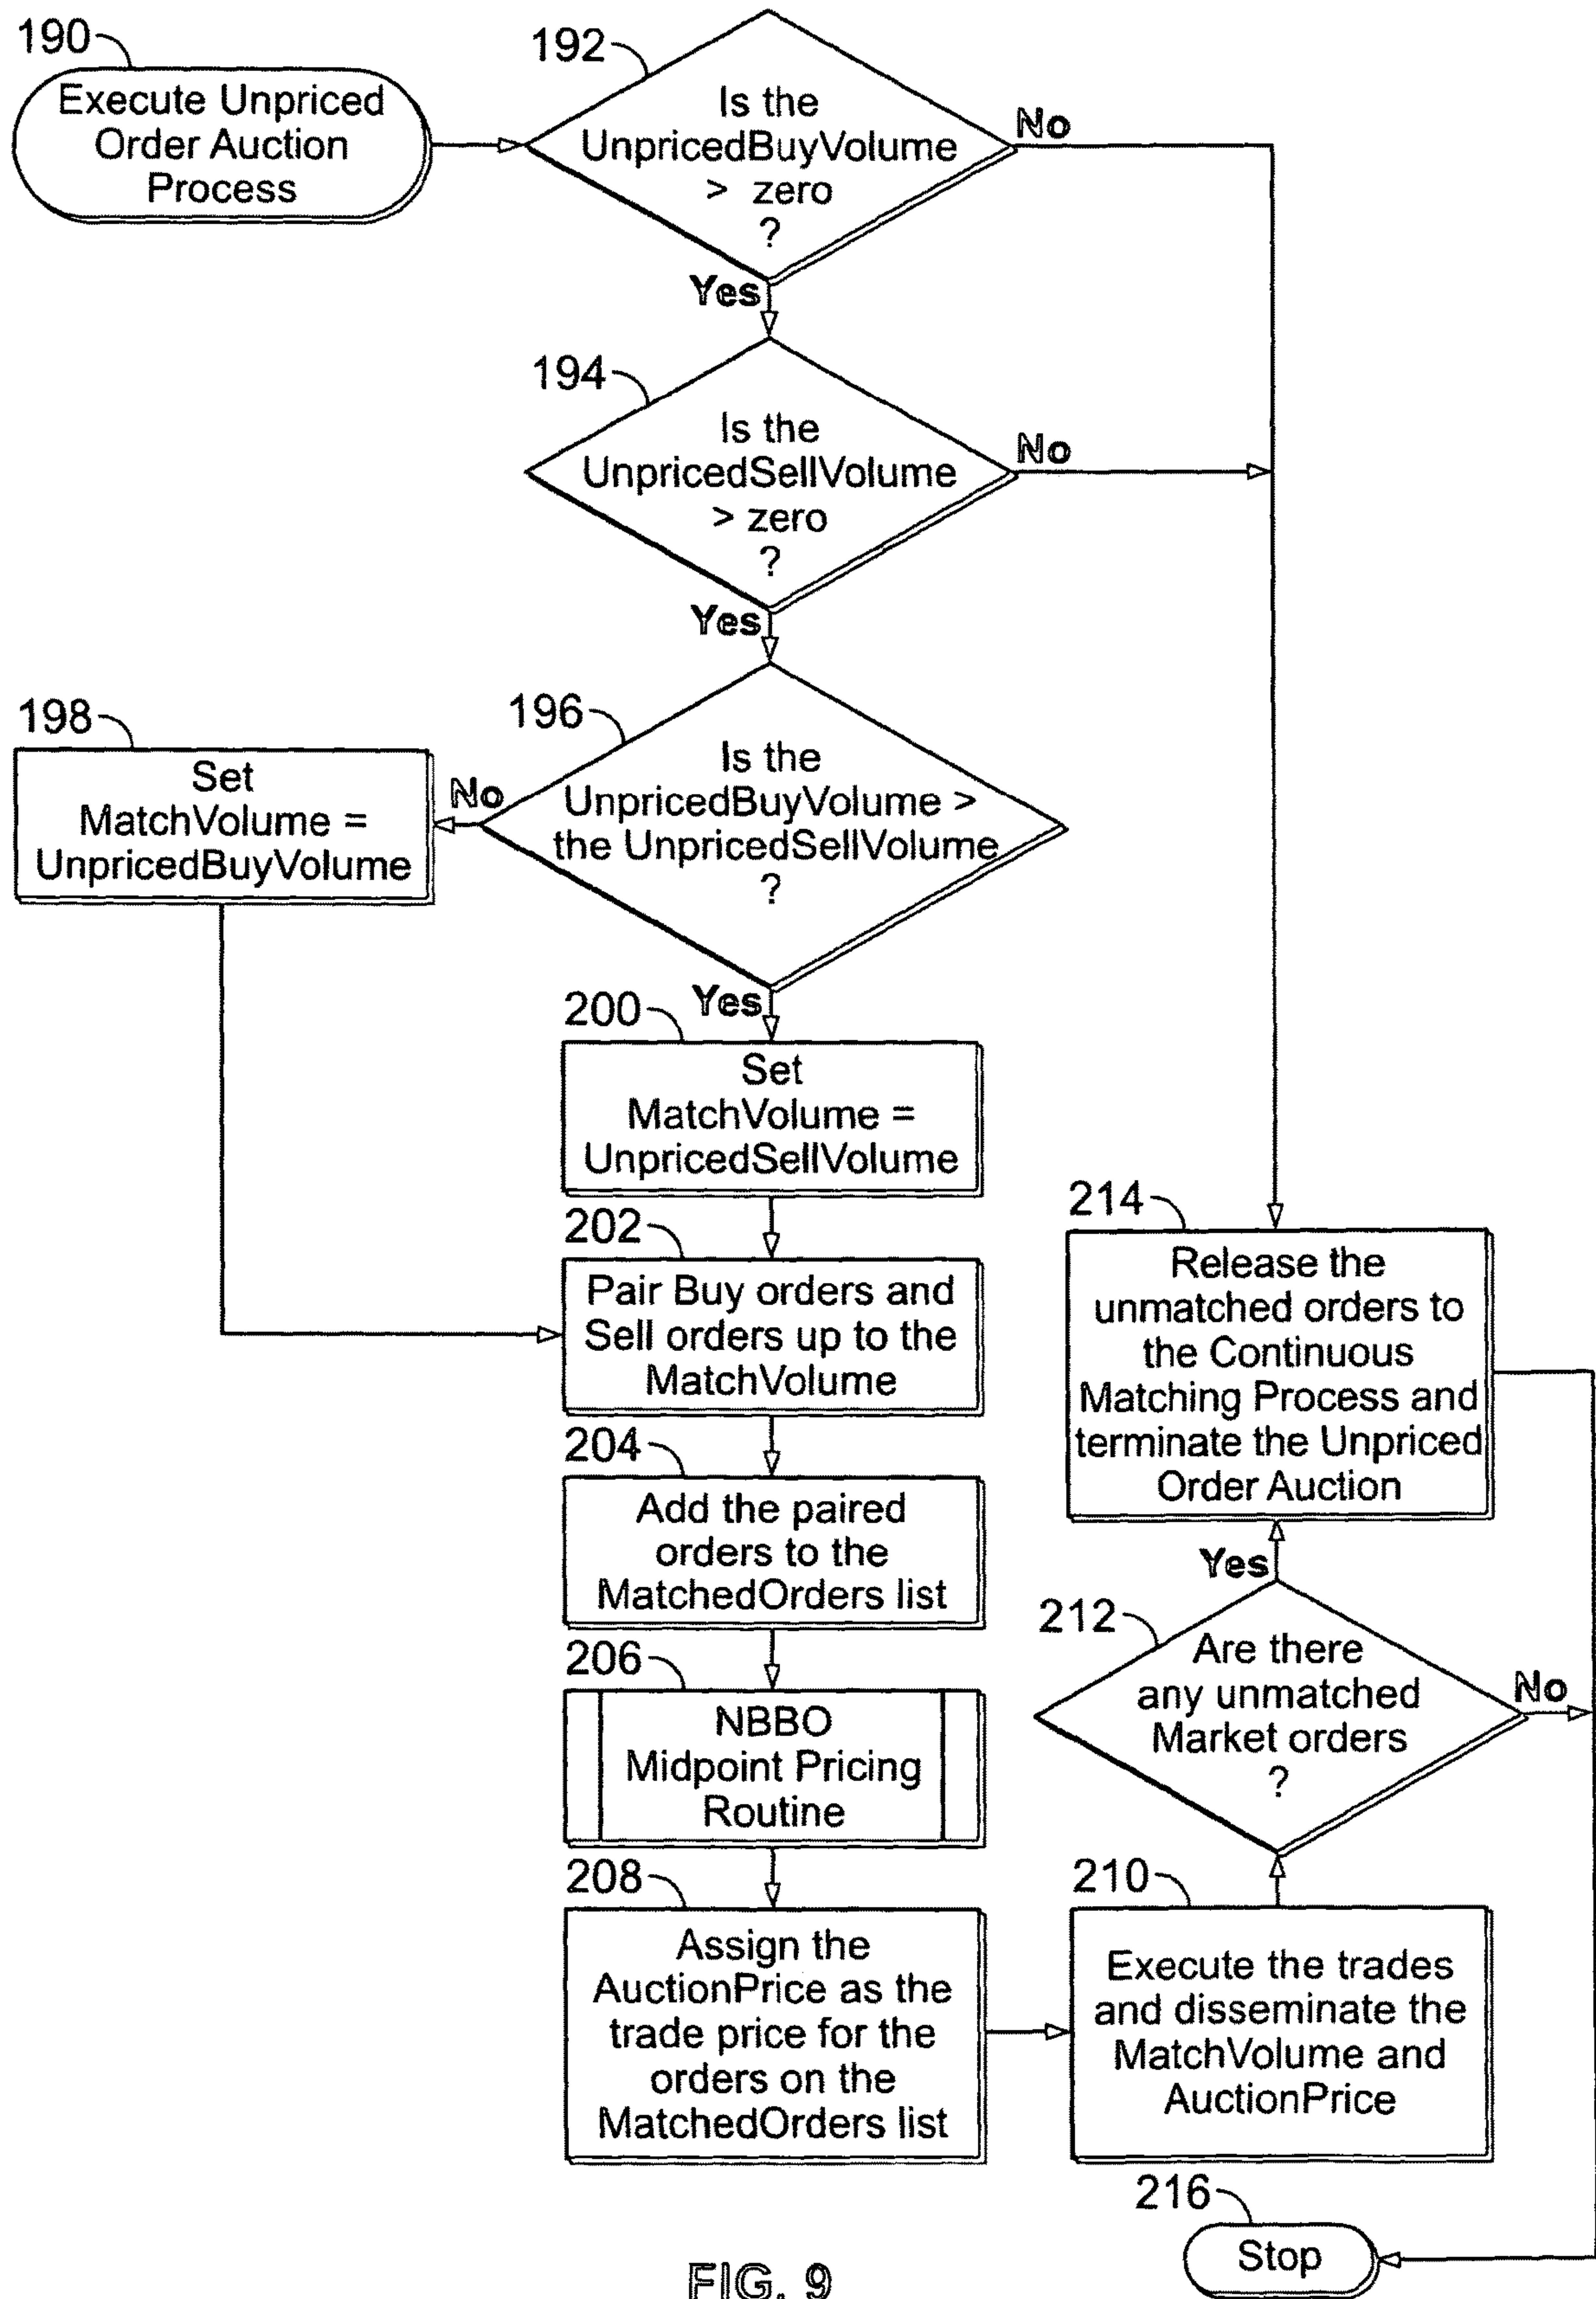 190
Execute Unpriced
Order Auction
Process
192
Is the
UnpricedBuyVolume
> zero
?
No
Yes
194
Is the
UnpricedSellVolume
> zero
?
No
Yes
196
Is the
UnpricedBuyVolume >
the UnpricedSellVolume
?
No
Yes
198
Set
MatchVolume =
UnpricedBuyVolume
200
Set
MatchVolume =
UnpricedSellVolume
202
Pair Buy orders and
Sell orders up to the
MatchVolume
204
Add the paired
orders to the
MatchedOrders list
206
NBBO
Midpoint Pricing
Routine
208
Assign the
AuctionPrice as the
trade price for the
orders on the
MatchedOrders list
210
Execute the trades
and disseminate the
MatchVolume and
AuctionPrice
212
Are there
any unmatched
Market orders
?
Yes
No
214
Release the
unmatched orders to
the Continuous
Matching Process and
terminate the Unpriced
Order Auction
216
Stop
FIG. 9